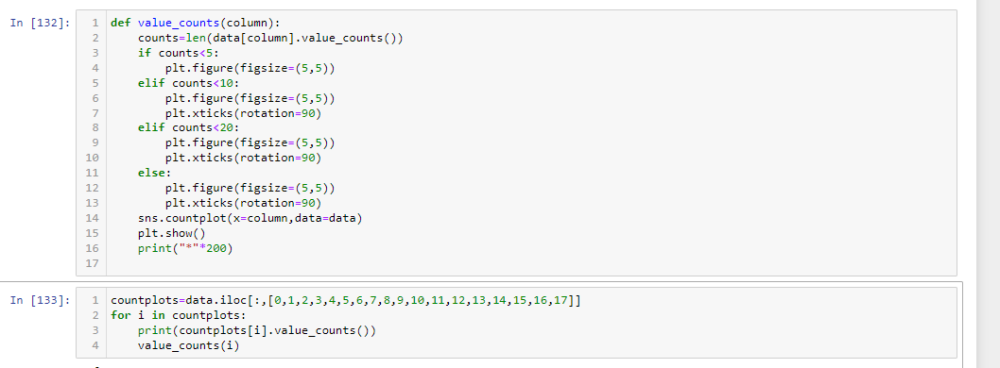 In [132]:
1 def value_counts(column):
2     counts=len(data[column].value_counts())
3     if counts<5:
4         plt.figure(figsize=(5,5))
5     elif counts<10:
6         plt.figure(figsize=(5,5))
7         plt.xticks(rotation=90)
8     elif counts<20:
9         plt.figure(figsize=(5,5))
10         plt.xticks(rotation=90)
11     else:
12         plt.figure(figsize=(5,5))
13         plt.xticks(rotation=90)
14     sns.countplot(x=column,data=data)
15     plt.show()
16     print("*"*200)
17
In [133]:
1 countplots=data.iloc[:,[0,1,2,3,4,5,6,7,8,9,10,11,12,13,14,15,16,17]]
2 for i in countplots:
3     print(countplots[i].value_counts())
4     value_counts(i)